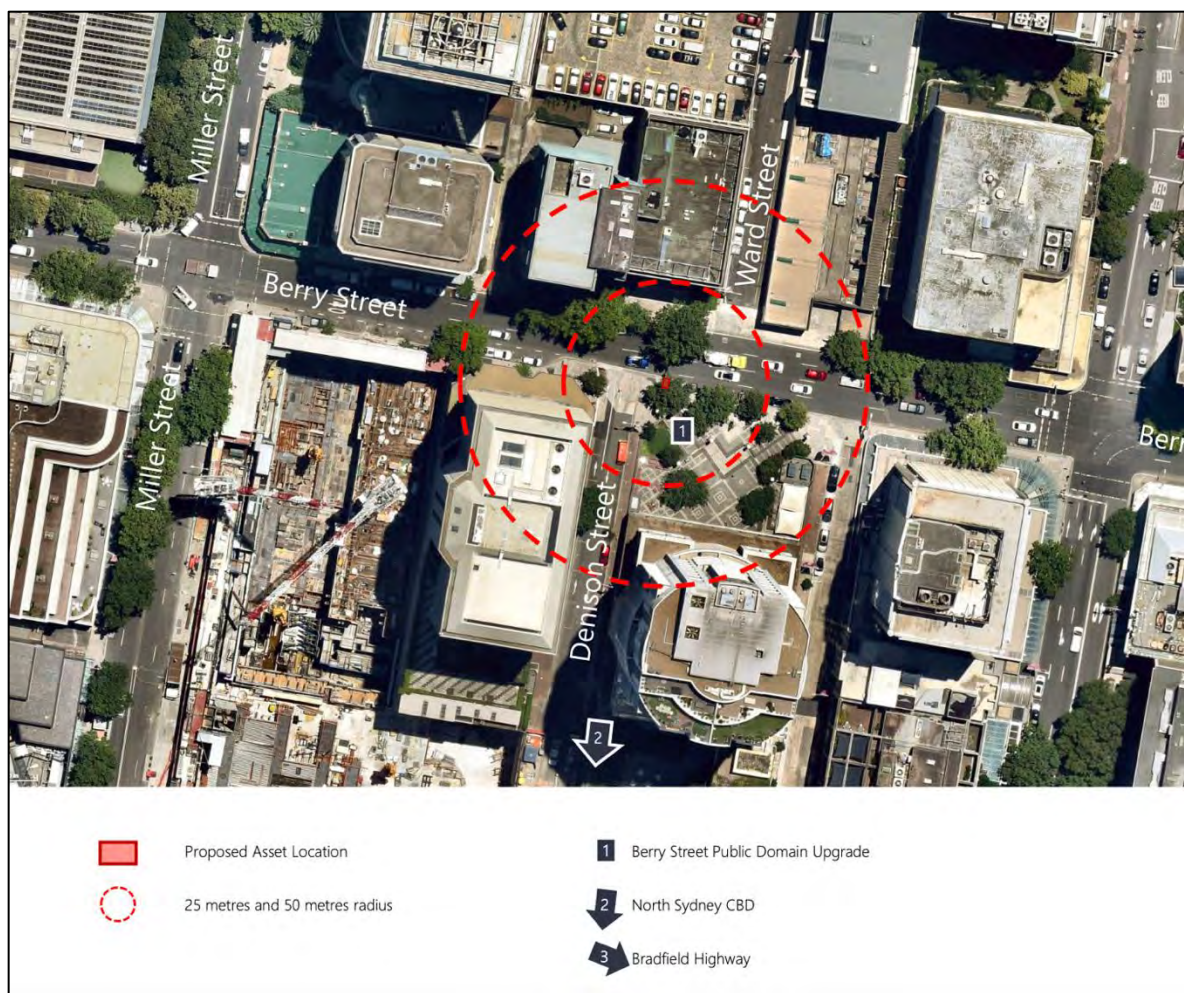 Miller Street
Ward Street
Berry Street
Miller Street
1
Berr
Denison Street
2
Proposed Asset Location
1 Berry Street Public Domain Upgrade
25 metres and 50 metres radius
2 North Sydney CBD
3 Bradfield Highway